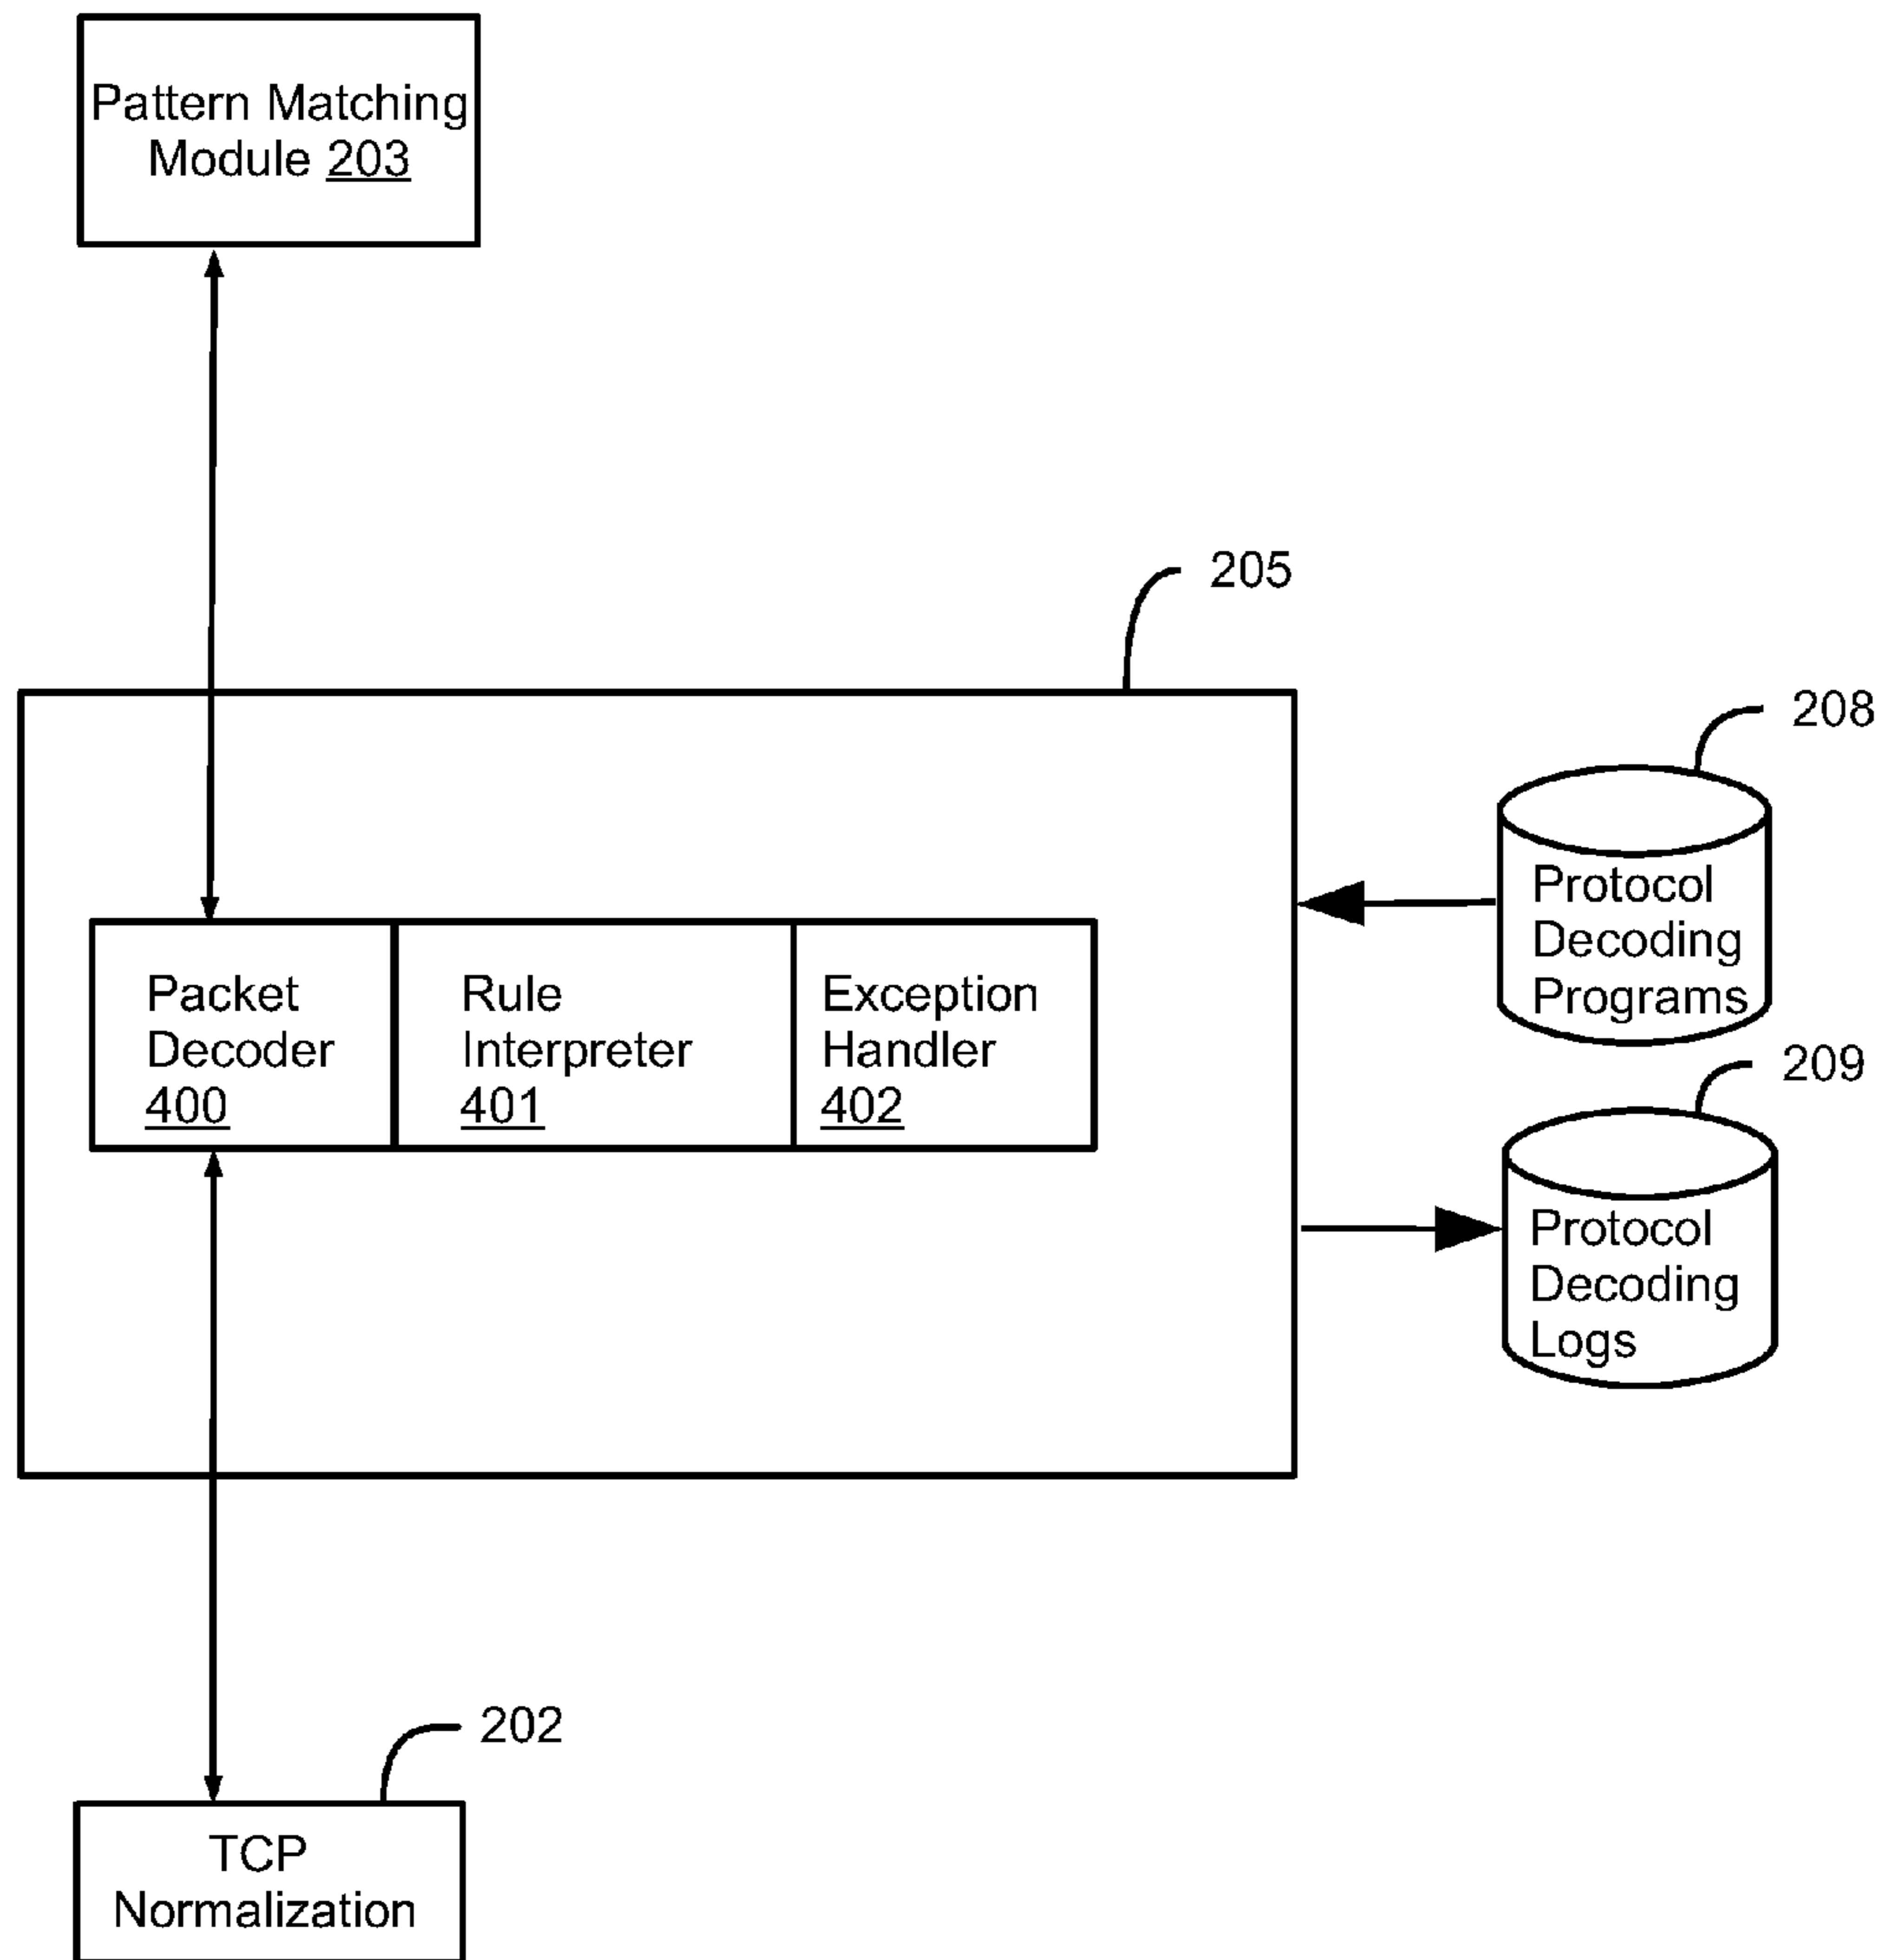 Pattern Matching
Module 203
205
208
Protocol
Decoding
Programs
Packet
Decoder
400
Rule
Interpreter
401
Exception
Handler
402
209
Protocol
Decoding
Logs
202
TCP
Normalization